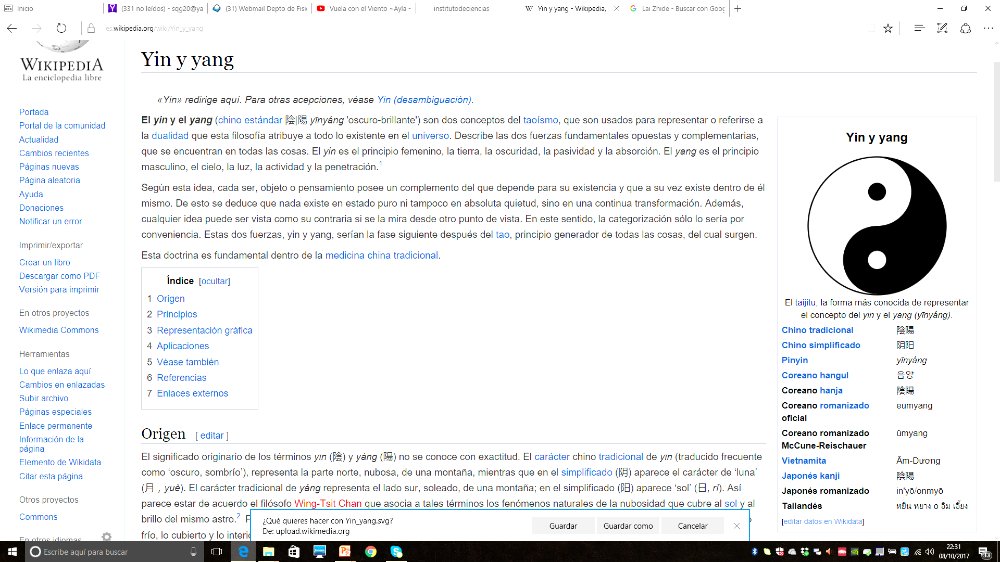 Inicio
(331 no leídos) - sqg20@ya
(31) Webmail Depto de Físi
Vuela con el Viento ~Ayla -
institutodeciencias
Yin y yang - Wikipedia,
Lai Zhide - Buscar con Goog
es.wikipedia.org/wiki/Yin_y_yang
WIKIPEDIA
La enciclopedia libre
Portada
Portal de la comunidad
Actualidad
Cambios recientes
Páginas nuevas
Página aleatoria
Ayuda
Donaciones
Notificar un error
Imprimir/exportar
Crear un libro
Descargar como PDF
Versión para imprimir
En otros proyectos
Wikimedia Commons
Herramientas
Lo que enlaza aquí
Cambios en enlazadas
Subir archivo
Páginas especiales
Enlace permanente
Información de la
página
Elemento de Wikidata
Citar esta página
Otros proyectos
Commons
En otros idiomas
Yin y yang
«Yin» redirige aquí. Para otras acepciones, véase Yin (desambiguación).
El yin y el yang (chino estándar 陰|陽 yīnyáng 'oscuro-brillante') son dos conceptos del taoísmo, que son usados para representar o referirse a
la dualidad que esta filosofía atribuye a todo lo existente en el universo. Describe las dos fuerzas fundamentales opuestas y complementarias,
que se encuentran en todas las cosas. El yin es el principio femenino, la tierra, la oscuridad, la pasividad y la absorción. El yang es el principio
masculino, el cielo, la luz, la actividad y la penetración.1
Según esta idea, cada ser, objeto o pensamiento posee un complemento del que depende para su existencia y que a su vez existe dentro de él
mismo. De esto se deduce que nada existe en estado puro ni tampoco en absoluta quietud, sino en una continua transformación. Además,
cualquier idea puede ser vista como su contraria si se la mira desde otro punto de vista. En este sentido, la categorización sólo lo sería por
conveniencia. Estas dos fuerzas, yin y yang, serían la fase siguiente después del tao, principio generador de todas las cosas, del cual surgen.
Esta doctrina es fundamental dentro de la medicina china tradicional.
Índice [ocultar]
1 Origen
2 Principios
3 Representación gráfica
4 Aplicaciones
5 Véase también
6 Referencias
7 Enlaces externos
Origen [ editar ]
El significado originario de los términos yīn (陰) y yáng (陽) no se conoce con exactitud. El carácter chino tradicional de yīn (traducido frecuente
como ‘oscuro, sombrío’), representa la parte norte, nubosa, de una montaña, mientras que en el simplificado (阴) aparece el carácter de ‘luna’
(月 , yuè). El carácter tradicional de yáng representa el lado sur, soleado, de una montaña; en el simplificado (阳) aparece ‘sol’ (日, rì). Así
parece estar de acuerdo el filósofo Wing-Tsit Chan que asocia a tales términos los fenómenos naturales de la nubosidad que cubre al sol y al
brillo del mismo astro.2
frío, lo cubierto y lo interio
Yin y yang
El taijitu, la forma más conocida de representar
el concepto del yin y el yang (yīnyáng).
Chino tradicional 陰陽
Chino simplificado 阴阳
Pinyin yīnyáng
Coreano hangul 음양
Coreano hanja 陰陽
Coreano romanizado eumyang
oficial
Coreano romanizado ŭmyang
McCune-Reischauer
Vietnamita Âm-Dương
Japonés kanji 陰陽
Japonés romanizado in'yō/onmyō
Tailandés หยิน หยาง o อิม เอี้ยง
[editar datos en Wikidata]
¿Qué quieres hacer con Yin_yang.svg?
De: upload.wikimedia.org
Guardar
Guardar como
Cancelar
Escribe aquí para buscar
22:31
08/10/2017
33